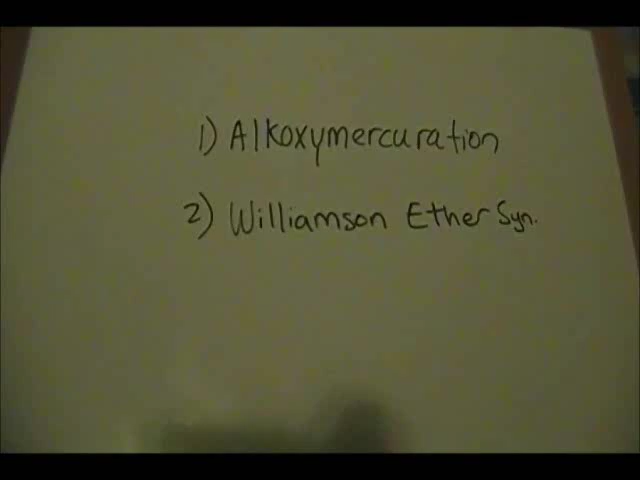 1) Alkoxymercuration
2) Williamson Ether Syn.